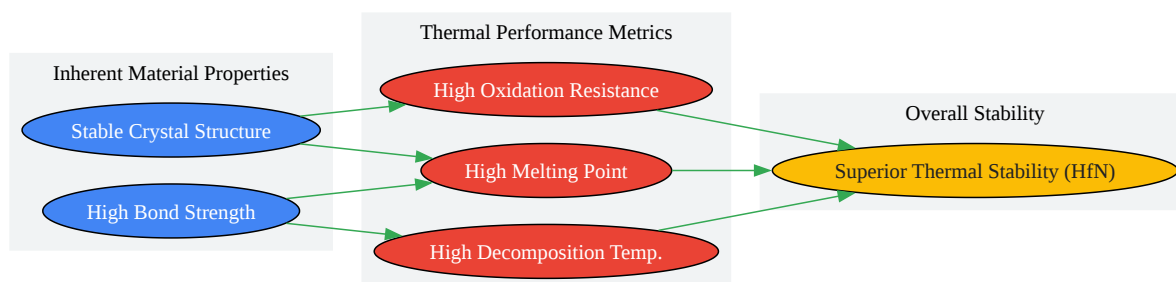 Inherent Material Properties
Stable Crystal Structure
High Bond Strength
Thermal Performance Metrics
High Oxidation Resistance
High Melting Point
High Decomposition Temp.
Overall Stability
Superior Thermal Stability (HfN)